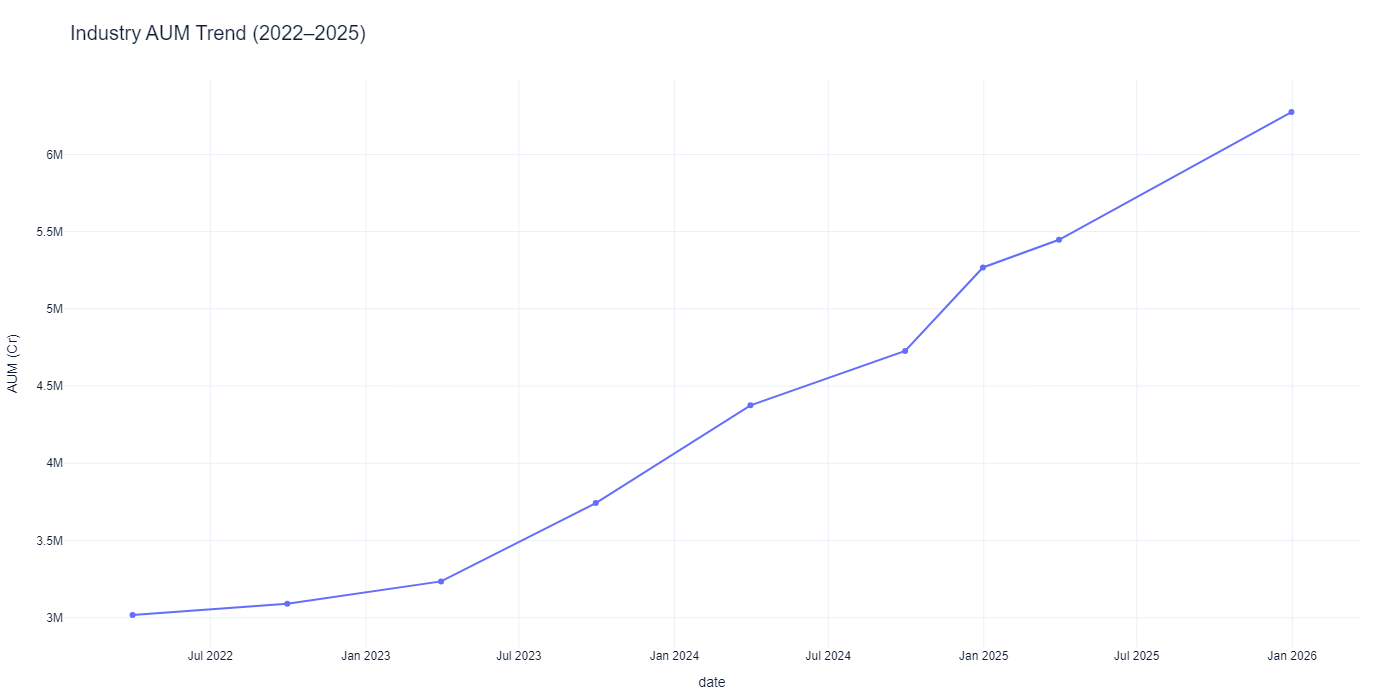 Industry AUM Trend (2022–2025)
6M
5.5M
5M
4.5M
4M
3.5M
3M
AUM (Cr)
Jul 2022
Jan 2023
Jul 2023
Jan 2024
Jul 2024
Jan 2025
Jul 2025
Jan 2026
date